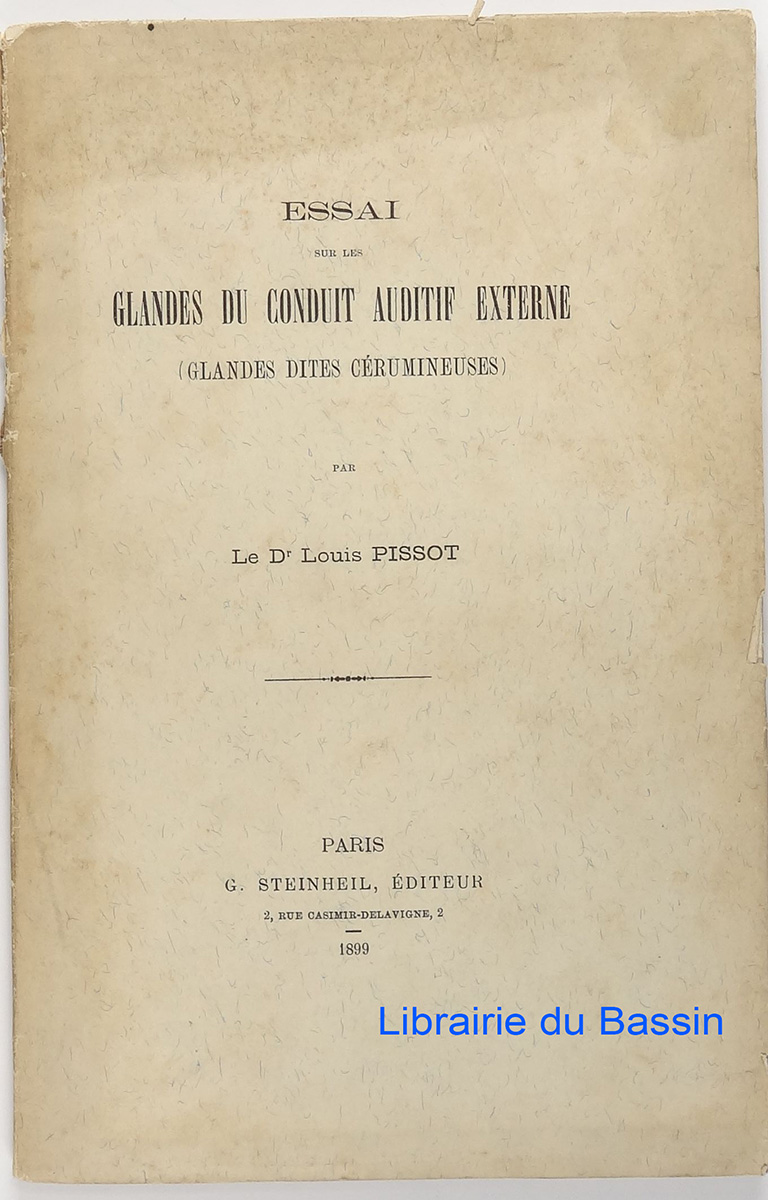 ESSAI
SUR LES
GLANDES DU CONDUIT AUDITIF EXTERNE
(GLANDES DITES CÉRUMINEUSES)
PAR
Le Dr Louis PISSOT
PARIS
G. STEINHEIL, ÉDITEUR
2, RUE CASIMIR-DELAVIGNE, 2
1899
Librairie du Bassin